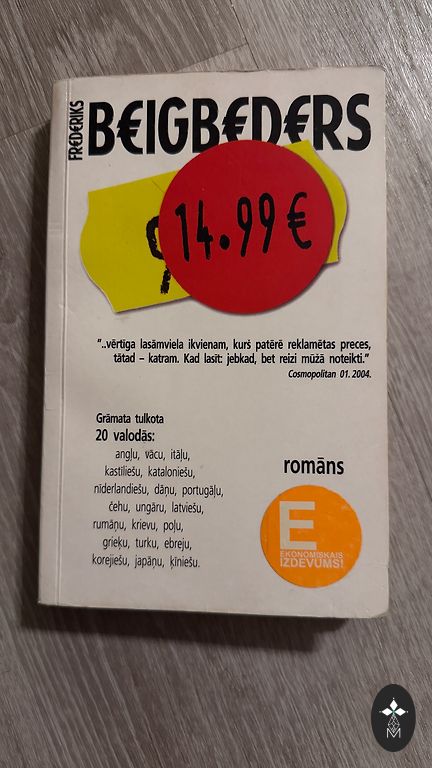 FREDERIKS
B€IGB€D€RS
14.99 €
"..vērtīga lasāmviela ikvienam, kurš patērē reklamētas preces,
tātad – katram. Kad lasīt: jebkad, bet reizi mūžā noteikti."
Cosmopolitan 01. 2004.
Grāmata tulkota
20 valodās:
angļu, vācu, itāļu,
kastīliešu, kataloniešu,
nīderlandiešu, dāņu, portugāļu,
čehu, ungāru, latviešu,
rumāņu, krievu, poļu,
grieķu, turku, ebreju,
korejiešu, japāņu, ķīniešu.
romāns
E
EKONOMISKAIS
IZDEVUMS!
M